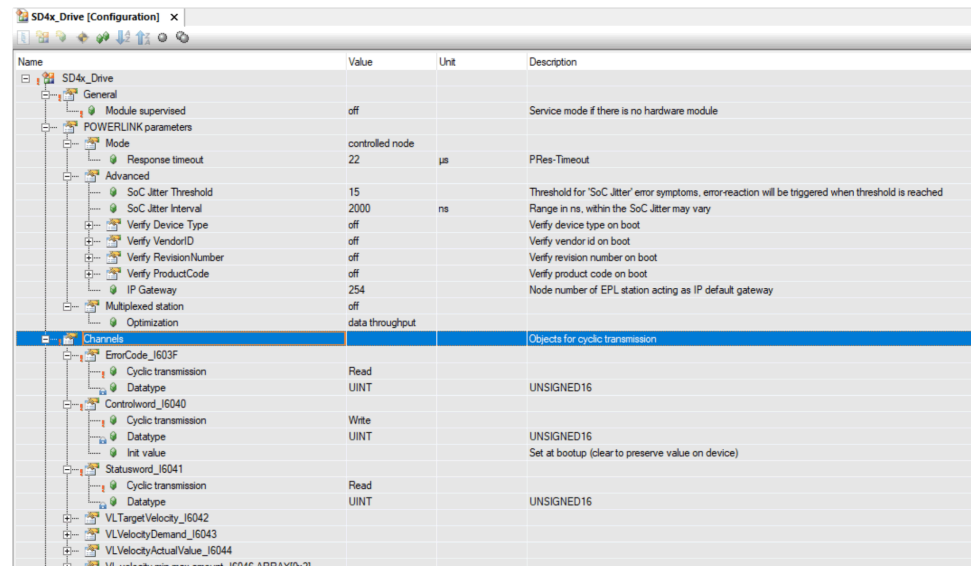 SD4x_Drive [Configuration] X
Name Value Unit Description
SD4x_Drive
General
Module supervised off Service mode if there is no hardware module
POWERLINK parameters
Mode controlled node
Response timeout 22 µs PRes-Timeout
Advanced
SoC Jitter Threshold 15 Threshold for 'SoC Jitter' error symptoms, error-reaction will be triggered when threshold is reached
SoC Jitter Interval 2000 ns Range in ns, within the SoC Jitter may vary
Verify Device Type off Verify device type on boot
Verify VendorID off Verify vendor id on boot
Verify RevisionNumber off Verify revision number on boot
Verify ProductCode off Verify product code on boot
IP Gateway 254 Node number of EPL station acting as IP default gateway
Multiplexed station off
Optimization data throughput
Channels Objects for cyclic transmission
ErrorCode_I603F
Cyclic transmission Read
Datatype UINT UNSIGNED16
Controlword_I6040
Cyclic transmission Write
Datatype UINT UNSIGNED16
Init value Set at bootup (clear to preserve value on device)
Statusword_I6041
Cyclic transmission Read
Datatype UINT UNSIGNED16
VLTargetVelocity_I6042
VLVelocityDemand_I6043
VLVelocityActualValue_I6044